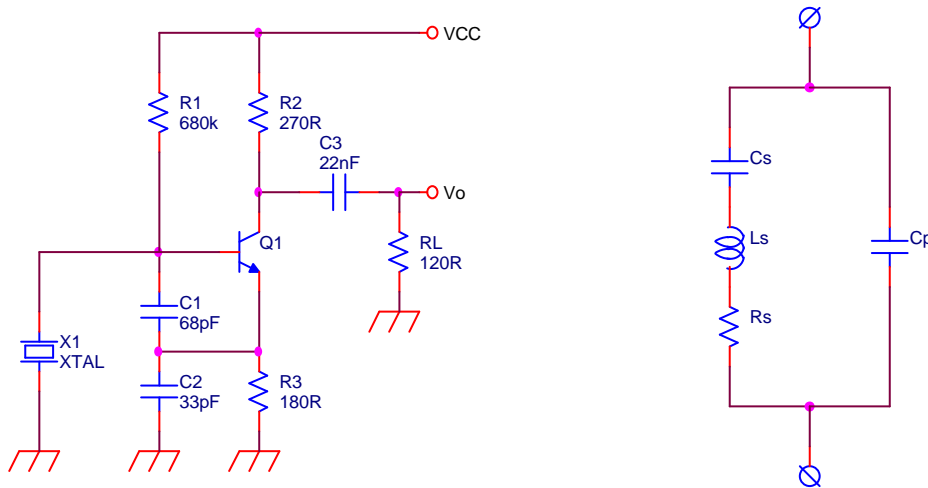 VCC
R1
680k
R2
270R
C3
22nF
Vo
Q1
RL
120R
C1
68pF
X1
XTAL
C2
33pF
R3
180R
Cs
Ls
Rs
Cp